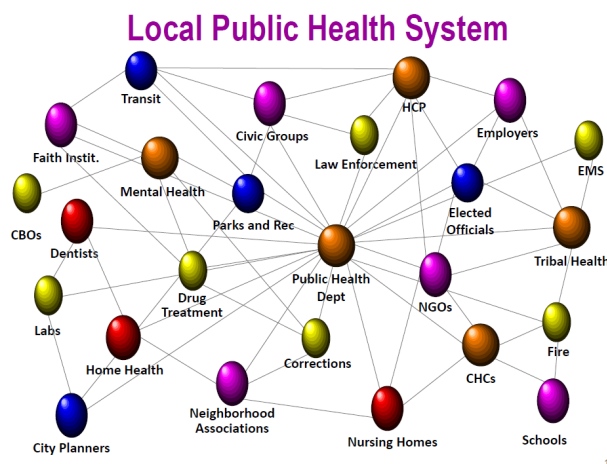 Local Public Health System
Transit
HCP
Civic Groups
Employers
Faith Instit.
Law Enforcement
EMS
Mental Health
CBOs
Parks and Rec
Elected
Officials
Dentists
Tribal Health
Public Health
Dept
Drug
Treatment
NGOs
Labs
Home Health
Corrections
CHCs
Fire
Neighborhood
Associations
City Planners
Nursing Homes
Schools